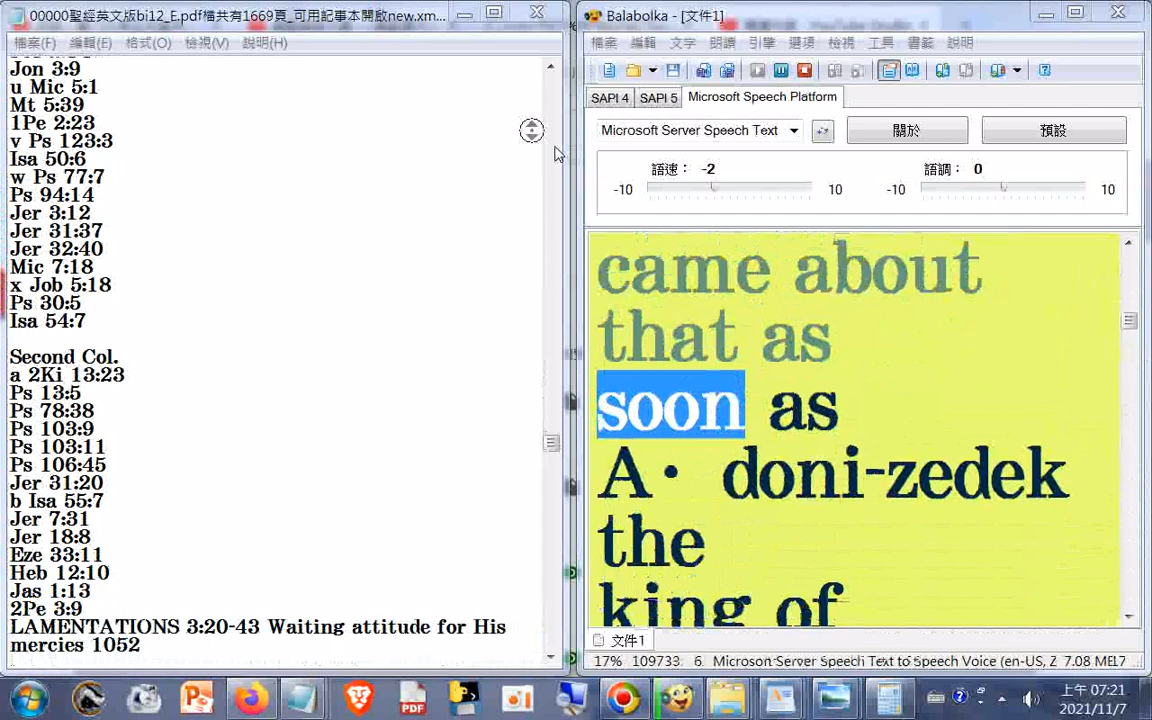 00000聖經英文版bi12_E.pdf檔共有1669頁_可用記事本開啟new.xm...
檔案(F) 編輯(E) 格式(O) 檢視(V) 說明(H)
Jon 3:9
u Mic 5:1
Mt 5:39
1Pe 2:23
v Ps 123:3
Isa 50:6
w Ps 77:7
Ps 94:14
Jer 3:12
Jer 31:37
Jer 32:40
Mic 7:18
x Job 5:18
Ps 30:5
Isa 54:7
Second Col.
a 2Ki 13:23
Ps 13:5
Ps 78:38
Ps 103:9
Ps 103:11
Ps 106:45
Jer 31:20
b Isa 55:7
Jer 7:31
Jer 18:8
Eze 33:11
Heb 12:10
Jas 1:13
2Pe 3:9
LAMENTATIONS 3:20-43 Waiting attitude for His
mercies 1052
Balabolka - [文件1]
檔案 編輯 文字 朗讀 引擎 選項 檢視 工具 書籤 說明
SAPI 4 SAPI 5 Microsoft Speech Platform
Microsoft Server Speech Text 關於 預設
語速： -2 語調： 0
-10 10 -10 10
came about
that as
soon as
A· doni-zedek
the
king of
文件1
17% 109733 6. Microson Server Speech Text to Speech Voice (en-US, Z 7.08 ME17
上午 07:21
2021/11/7